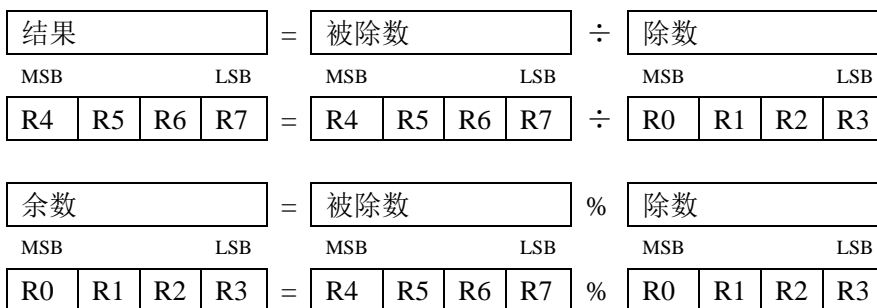 结果 = 被除数 ÷ 除数
MSB LSB MSB LSB MSB LSB
R4 R5 R6 R7 = R4 R5 R6 R7 ÷ R0 R1 R2 R3
余数 = 被除数 % 除数
MSB LSB MSB LSB MSB LSB
R0 R1 R2 R3 = R4 R5 R6 R7 % R0 R1 R2 R3